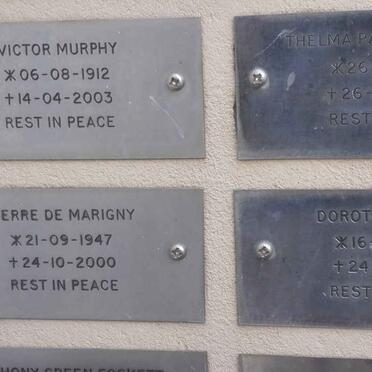 VICTOR MURPHY
⚹06-08-1912
+14-04-2003
REST IN PEACE
THELMA
⚹26
+26-
REST
ERRE DE MARIGNY
⚹21-09-1947
+24-10-2000
REST IN PEACE
DOROT
⚹16-
+24
REST
GREEN